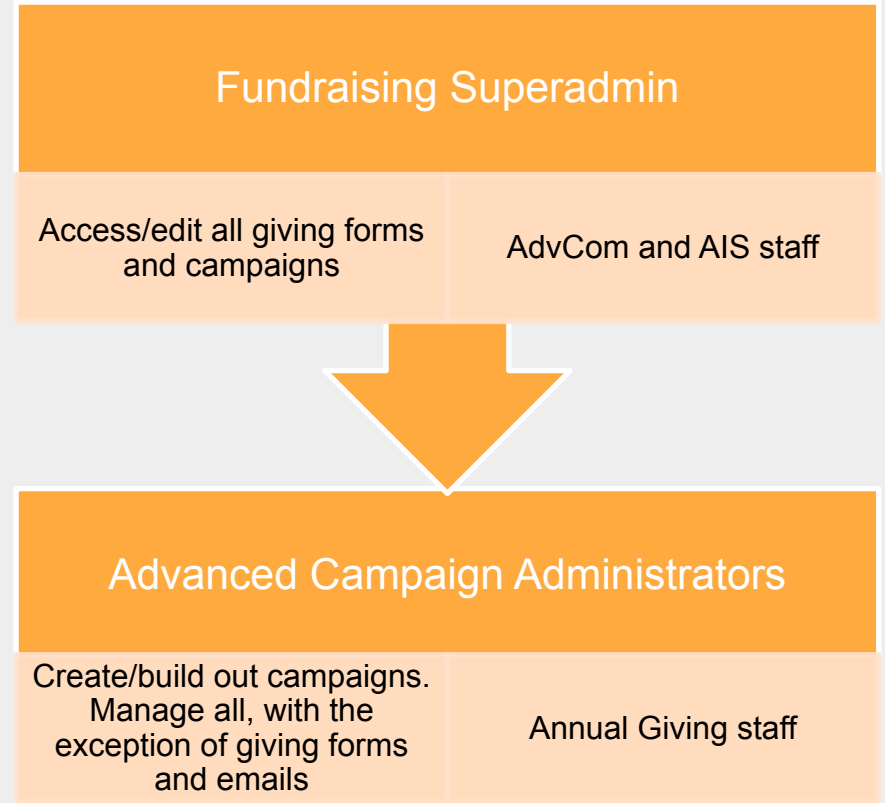 Fundraising Superadmin
Access/edit all giving forms
and campaigns
AdvCom and AIS staff
Advanced Campaign Administrators
Create/build out campaigns.
Manage all, with the
exception of giving forms
and emails
Annual Giving staff